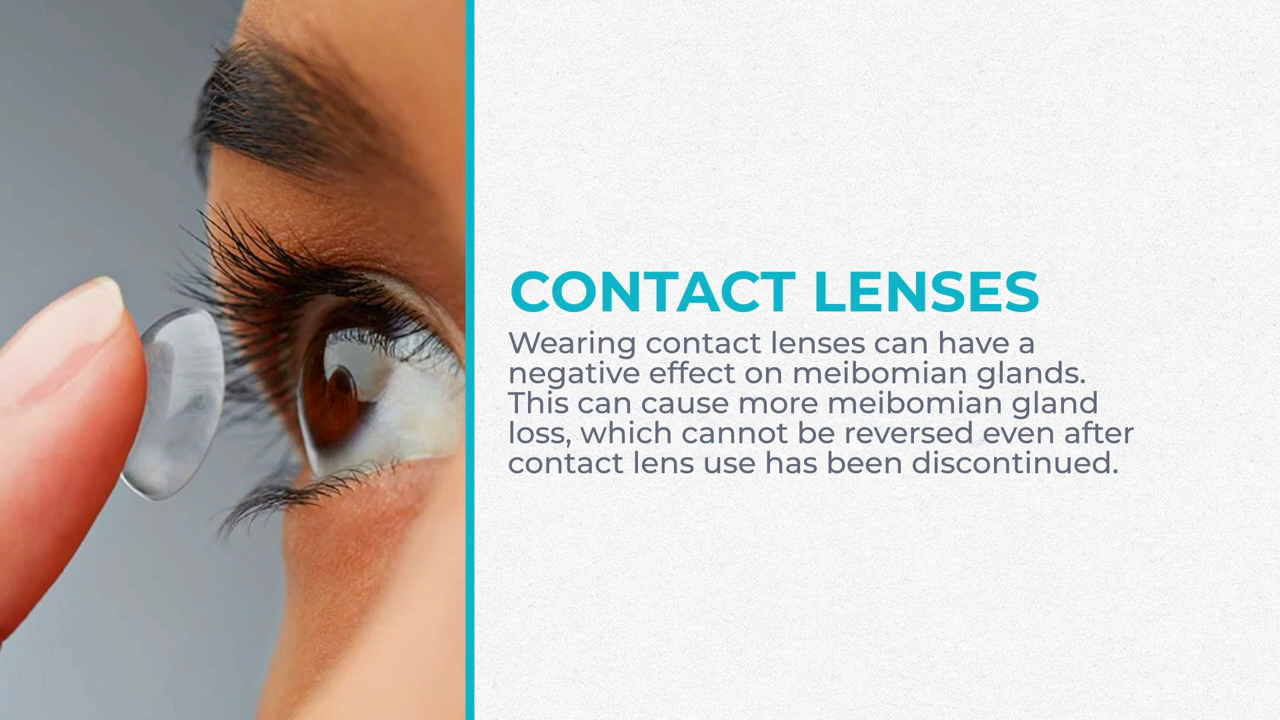 CONTACT LENSES
Wearing contact lenses can have a
negative effect on meibomian glands.
This can cause more meibomian gland
loss, which cannot be reversed even after
contact lens use has been discontinued.